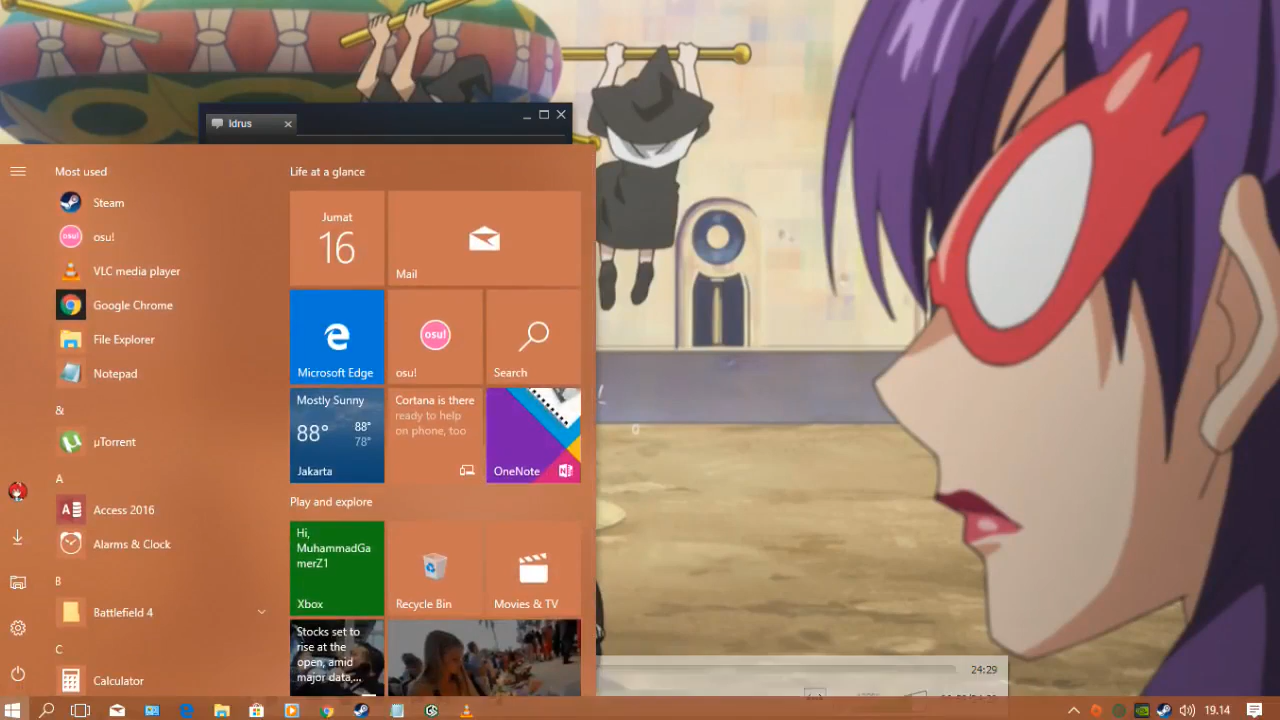 Idrus
Most used
Steam
osu!
VLC media player
Google Chrome
File Explorer
Notepad
&
µTorrent
A
Access 2016
Alarms & Clock
B
Battlefield 4
C
Calculator
Life at a glance
Jumat
16
Mail
Microsoft Edge
osu!
osu!
Search
Mostly Sunny
88°
88°
78°
Jakarta
Cortana is there
ready to help
on phone, too
OneNote
Play and explore
Hi,
MuhammadGa
merZ1
Xbox
Recycle Bin
Movies & TV
Stocks set to
rise at the
open, amid
major data,...
24:29
19.14